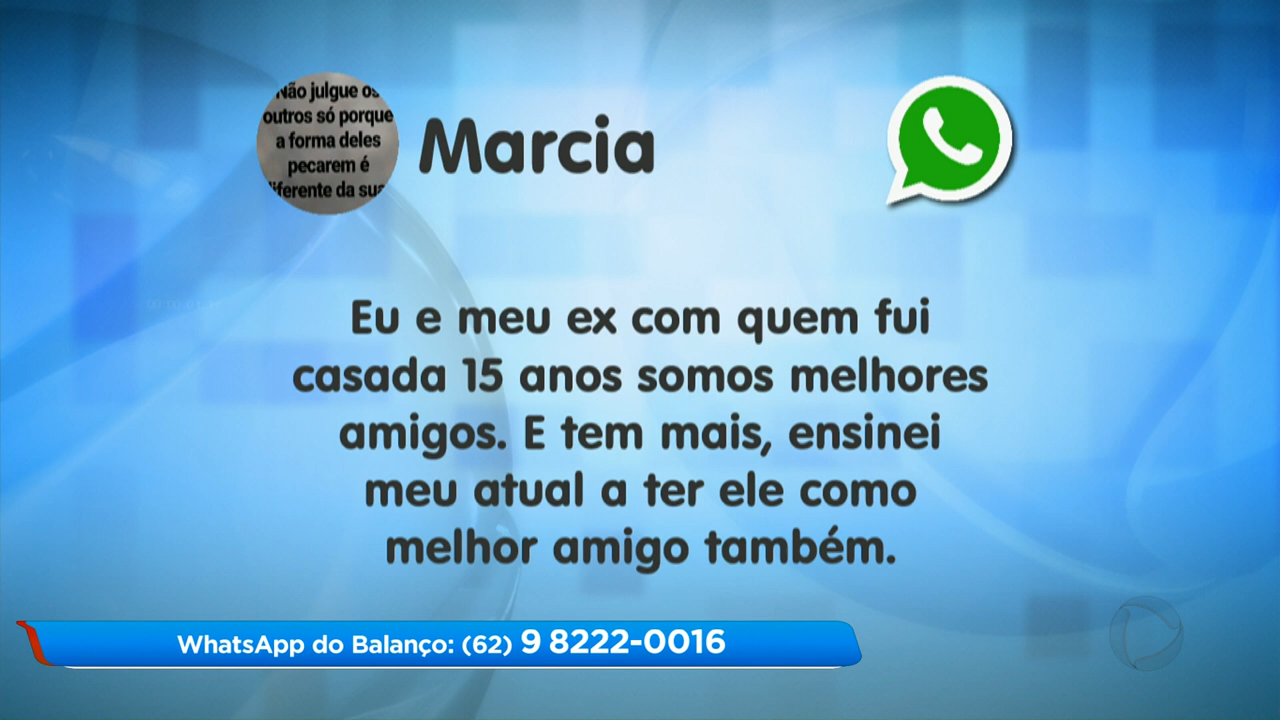 Não julgue os
outros só porque
a forma deles
pecarem é
diferente da sua
Marcia
Eu e meu ex com quem fui
casada 15 anos somos melhores
amigos. E tem mais, ensinei
meu atual a ter ele como
melhor amigo também.
WhatsApp do Balanço: (62) 9 8222-0016